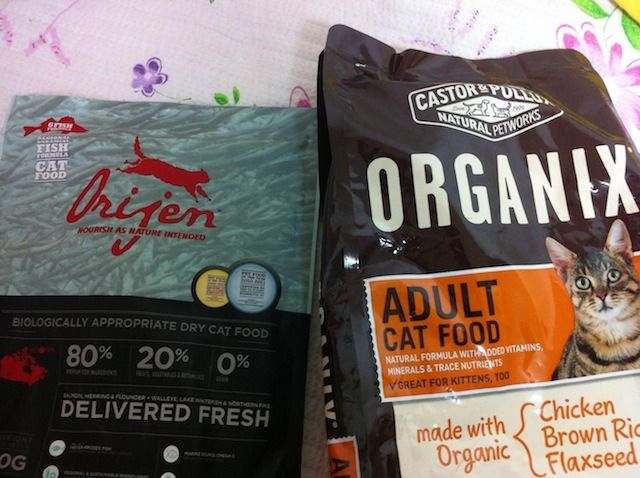 6 FISH
FISH
FORMULA
CAT
FOOD
Orijen
NOURISH AS NATURE INTENDED
BIOLOGICALLY APPROPRIATE DRY CAT FOOD
80% 20% 0%
SALMON, HERRING & FLOUNDER • WALLEYE, LAKE WHITEFISH & NORTHERN PIKE
DELIVERED FRESH
0G
CASTOR & POLLUX
NATURAL PETWORKS
ORGANIX
ADULT
CAT FOOD
NATURAL FORMULA WITH ADDED VITAMINS,
MINERALS & TRACE NUTRIENTS
GREAT FOR KITTENS, TOO
made with
Organic
Chicken
Brown Ric
Flaxseed